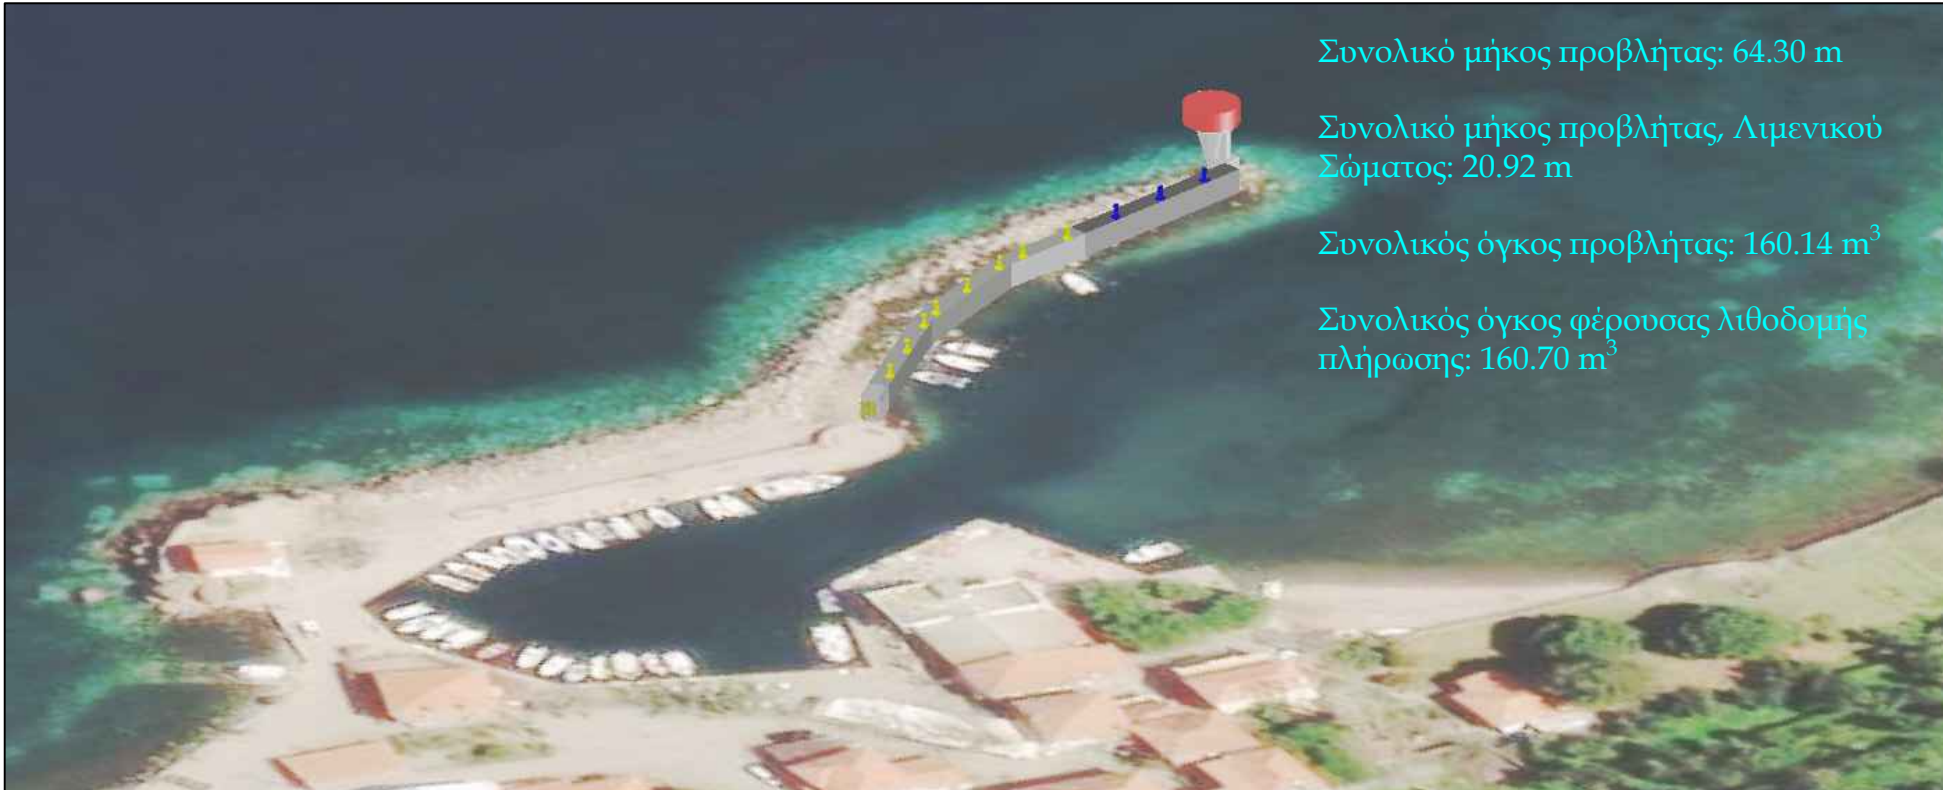 Συνολικό μήκος προβλήτας: 64.30 m
Συνολικό μήκος προβλήτας, Λιμενικού
Σώματος: 20.92 m
Συνολικός όγκος προβλήτας: 160.14 m³
Συνολικός όγκος φέρουσας λιθοδομής
πλήρωσης: 160.70 m³